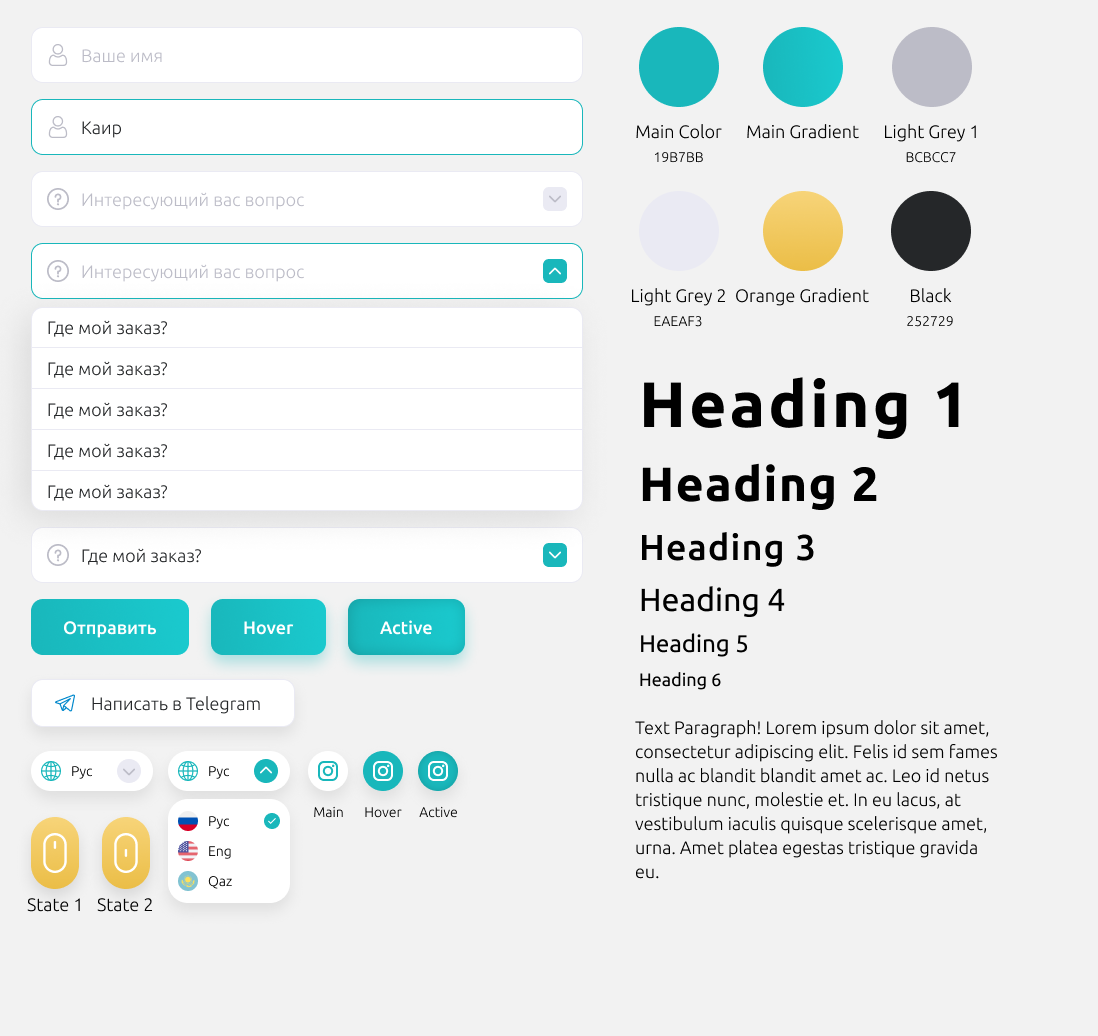 Ваше имя
Каир
Интересующий вас вопрос
Интересующий вас вопрос
Где мой заказ?
Где мой заказ?
Где мой заказ?
Где мой заказ?
Где мой заказ?
Где мой заказ?
Отправить
Hover
Active
Написать в Telegram
Рус
Рус
Main
Hover
Active
Рус
Eng
Qaz
State 1
State 2
Main Color
Main Gradient
Light Grey 1
19B7BB
BCBCC7
Light Grey 2
Orange Gradient
Black
EAEAF3
252729
Heading 1
Heading 2
Heading 3
Heading 4
Heading 5
Heading 6
Text Paragraph! Lorem ipsum dolor sit amet,
consectetur adipiscing elit. Felis id sem fames
nulla ac blandit blandit amet ac. Leo id netus
tristique nunc, molestie et. In eu lacus, at
vestibulum iaculis quisque scelerisque amet,
urna. Amet platea egestas tristique gravida
eu.